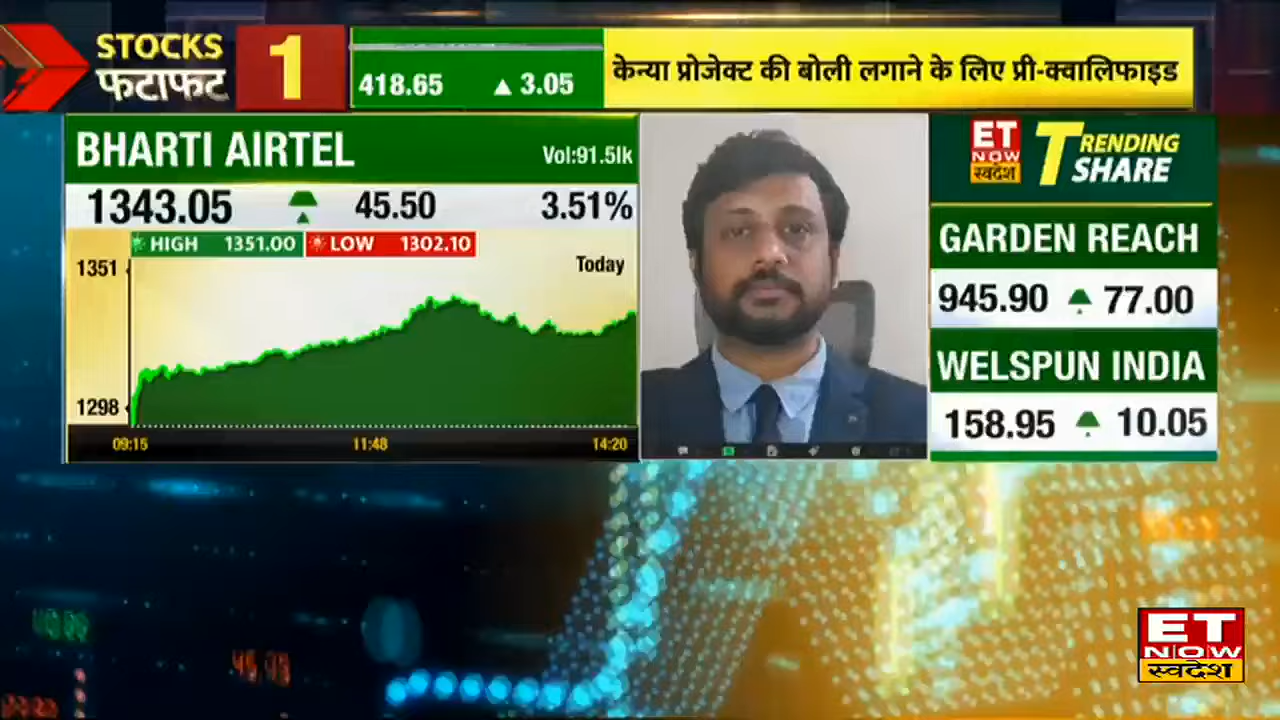 STOCKS
फटाफट
1
418.65 ▲ 3.05
केन्या प्रोजेक्ट की बोली लगाने के लिए प्री-क्वालिफाइड
BHARTI AIRTEL
Vol:91.5lk
1343.05 45.50 3.51%
HIGH 1351.00 LOW 1302.10
1351
Today
1298
09:15 11:48 14:20
ET
NOW
स्वदेश
TRENDING
SHARE
GARDEN REACH
945.90 77.00
WELSPUN INDIA
158.95 10.05
ET
NOW
स्वदेश